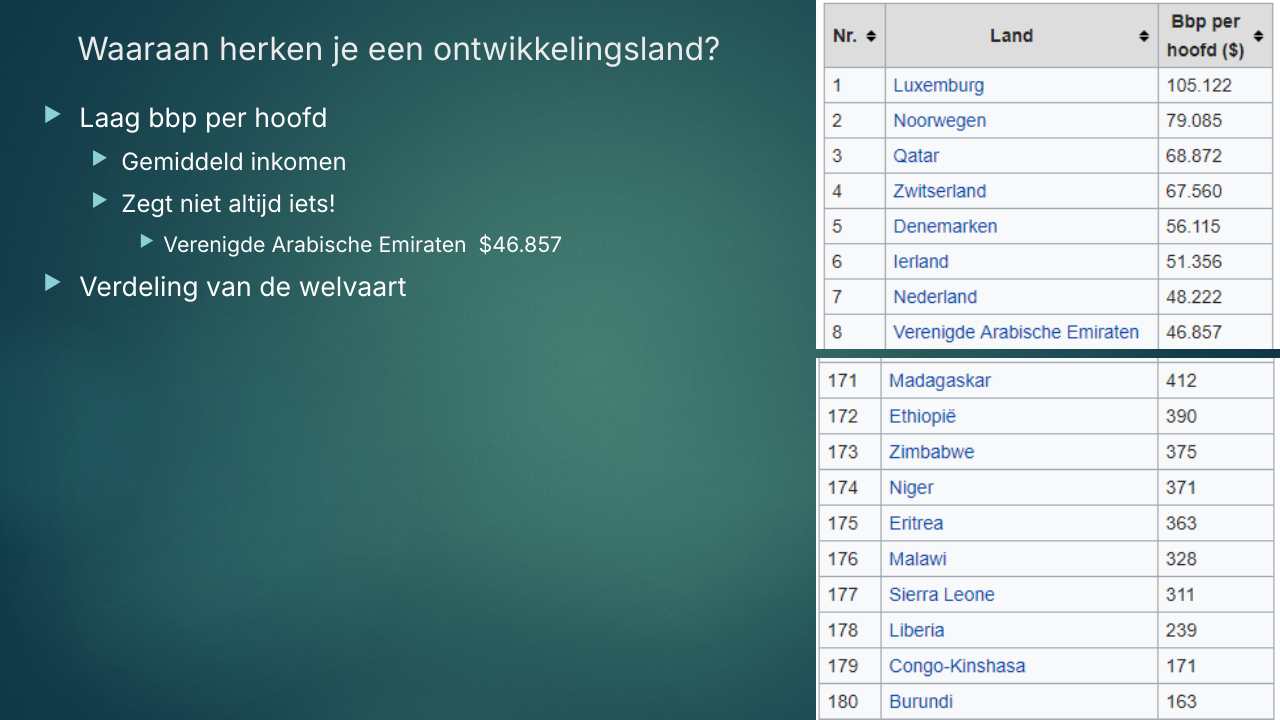 Waaraan herken je een ontwikkelingsland?
Laag bbp per hoofd
Gemiddeld inkomen
Zegt niet altijd iets!
Verenigde Arabische Emiraten $46.857
Verdeling van de welvaart
Nr. Land Bbp per hoofd ($)
1 Luxemburg 105.122
2 Noorwegen 79.085
3 Qatar 68.872
4 Zwitserland 67.560
5 Denemarken 56.115
6 Ierland 51.356
7 Nederland 48.222
8 Verenigde Arabische Emiraten 46.857
171 Madagaskar 412
172 Ethiopië 390
173 Zimbabwe 375
174 Niger 371
175 Eritrea 363
176 Malawi 328
177 Sierra Leone 311
178 Liberia 239
179 Congo-Kinshasa 171
180 Burundi 163